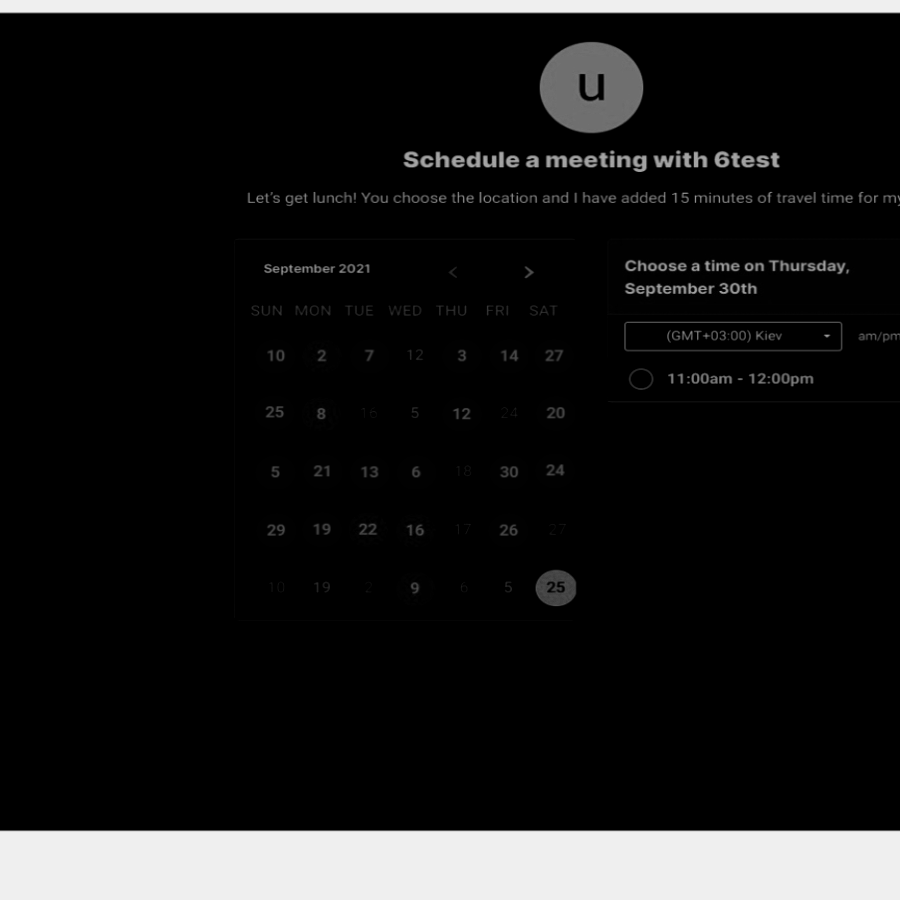 u
Schedule a meeting with 6test
Let's get lunch! You choose the location and I have added 15 minutes of travel time for my
September 2021
SUN MON TUE WED THU FRI SAT
10 2 7 12 3 14 27
25 8 16 5 12 24 20
5 21 13 6 18 30 24
29 19 22 16 17 26 27
10 19 2 9 6 5 25
Choose a time on Thursday,
September 30th
(GMT+03:00) Kiev am/pm
11:00am - 12:00pm